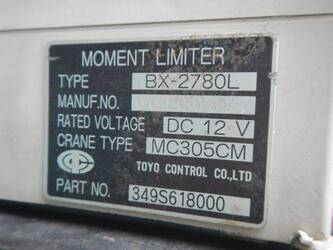 MOMENT LIMITER
TYPE BX-2780L
MANUF.NO.
RATED VOLTAGE DC 12 V
CRANE TYPE MC305CM
TOYO CONTROL CO.,LTD
PART NO. 349S618000